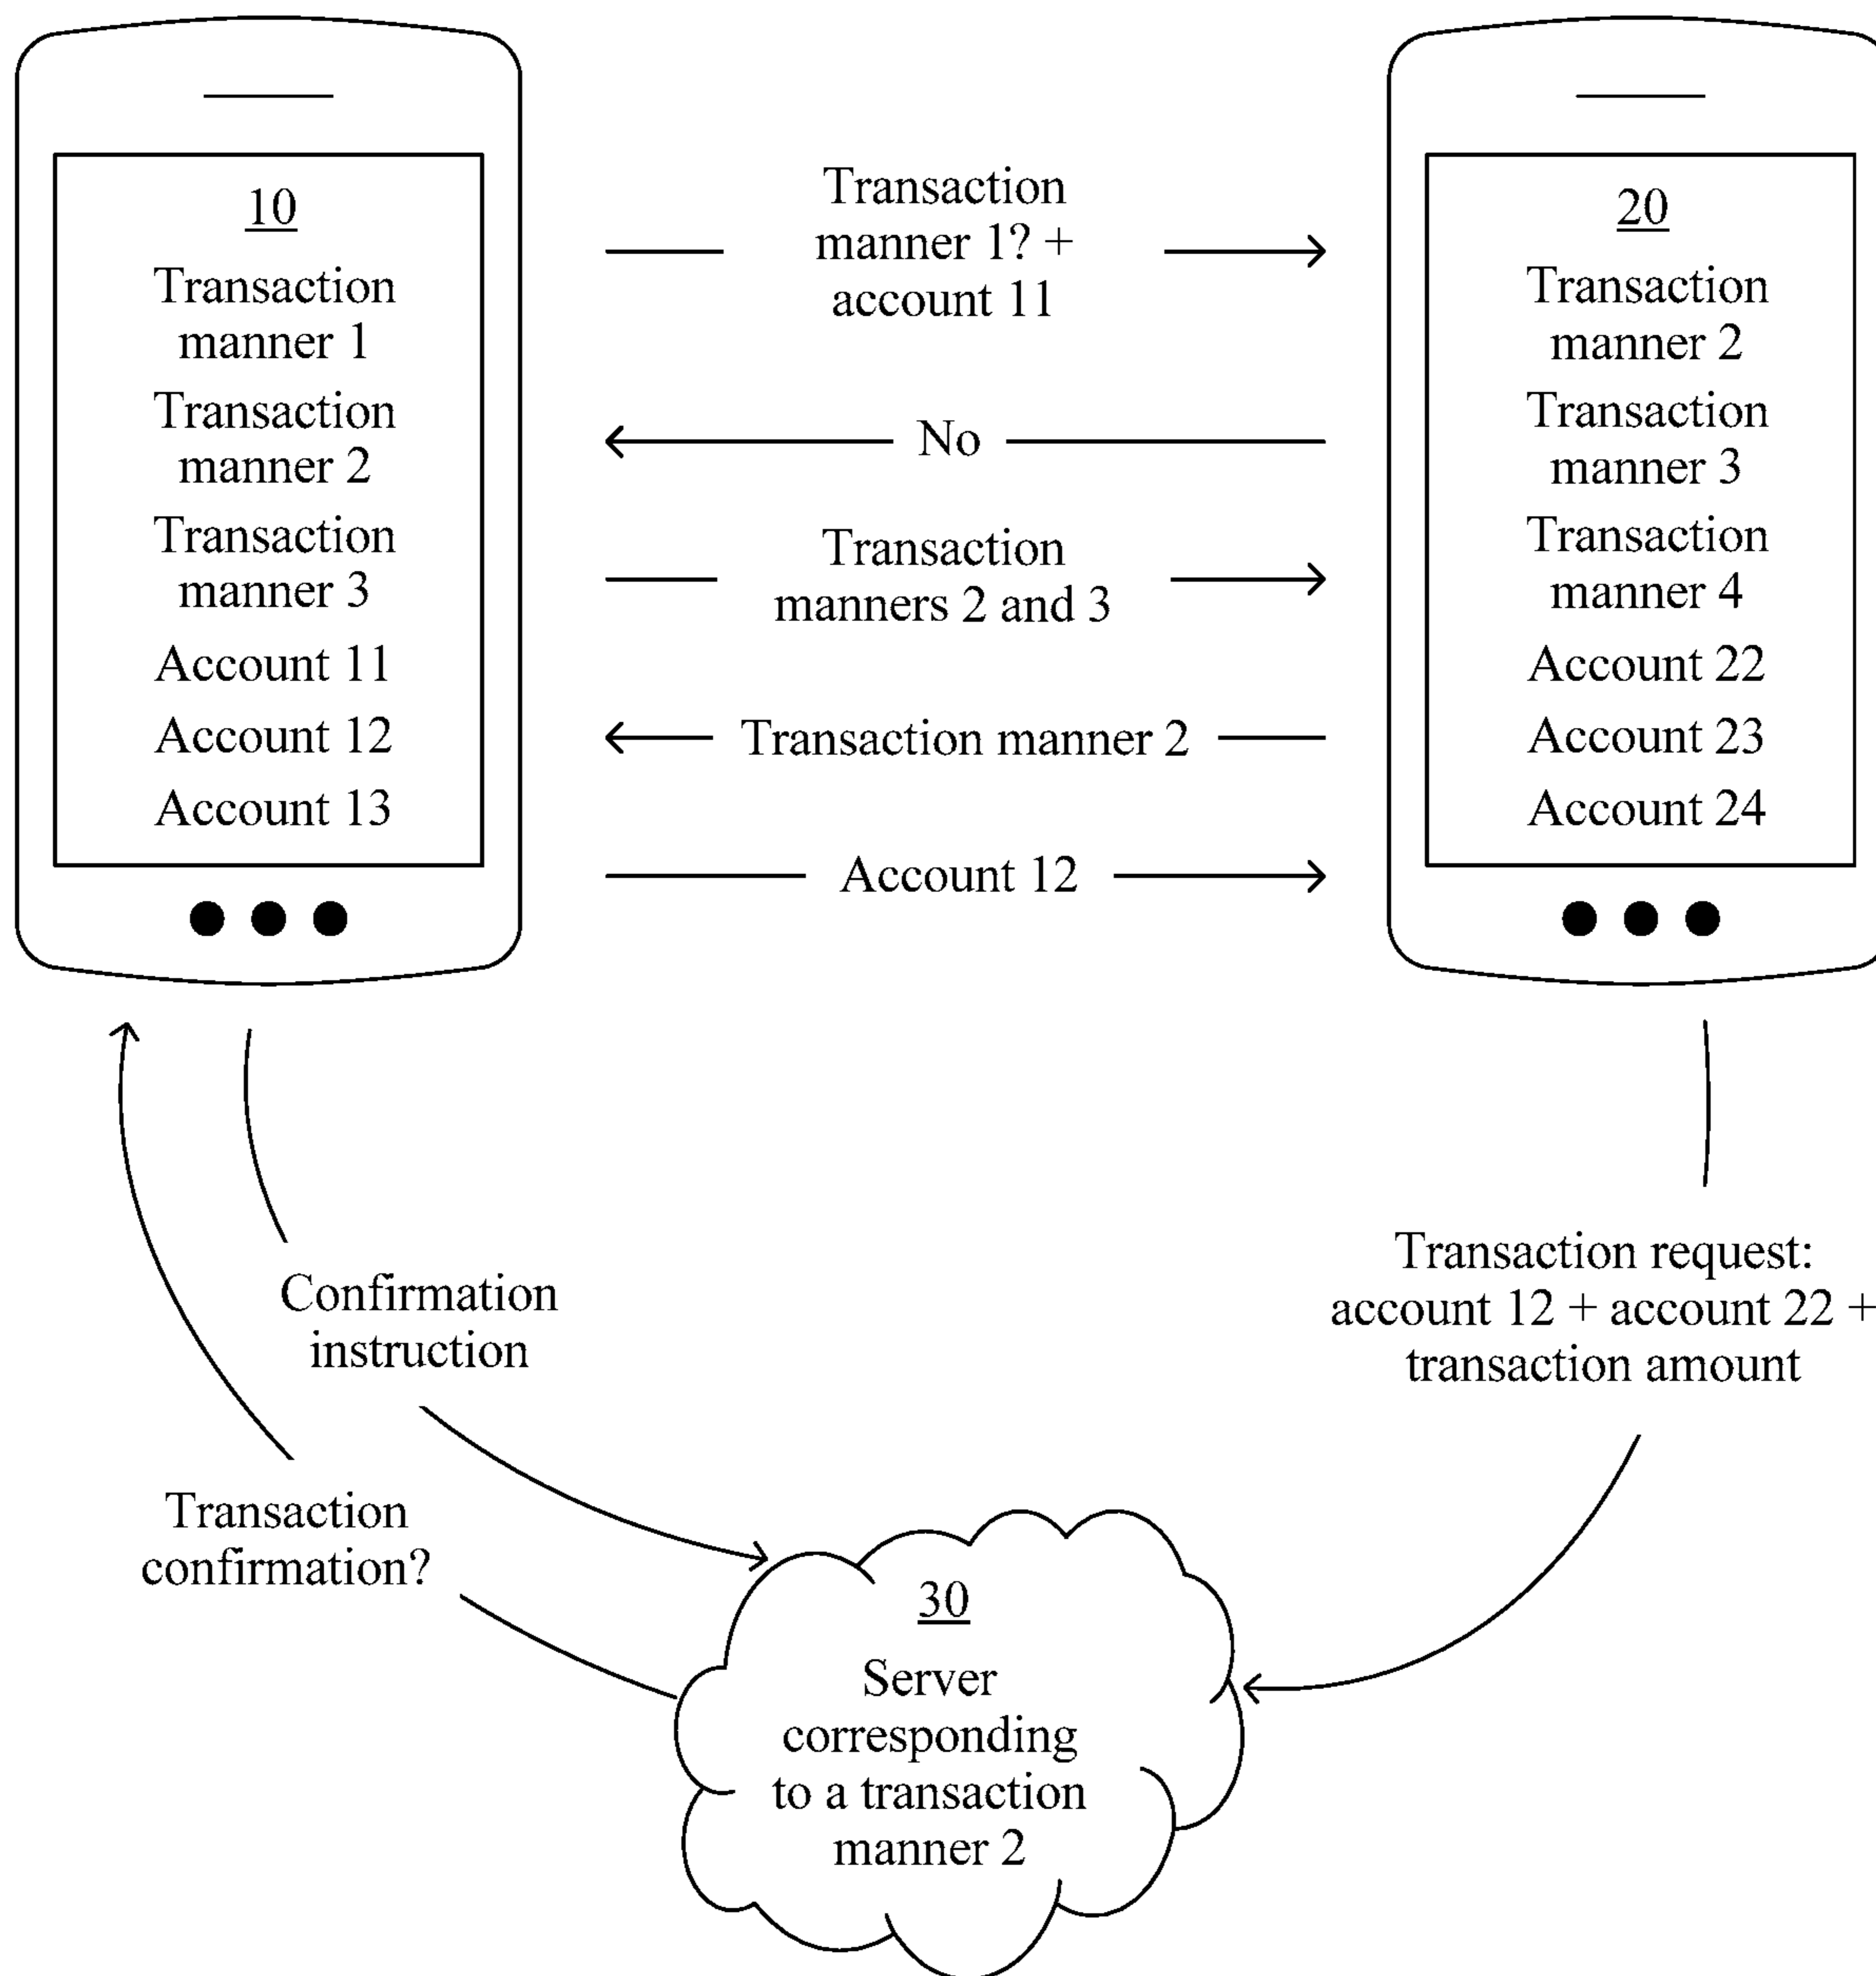 10
Transaction
manner 1
Transaction
manner 2
Transaction
manner 3
Account 11
Account 12
Account 13
Transaction
manner 1? +
account 11
No
Transaction
manners 2 and 3
Transaction manner 2
Account 12
20
Transaction
manner 2
Transaction
manner 3
Transaction
manner 4
Account 22
Account 23
Account 24
Confirmation
instruction
Transaction
confirmation?
Transaction request:
account 12 + account 22 +
transaction amount
30
Server
corresponding
to a transaction
manner 2